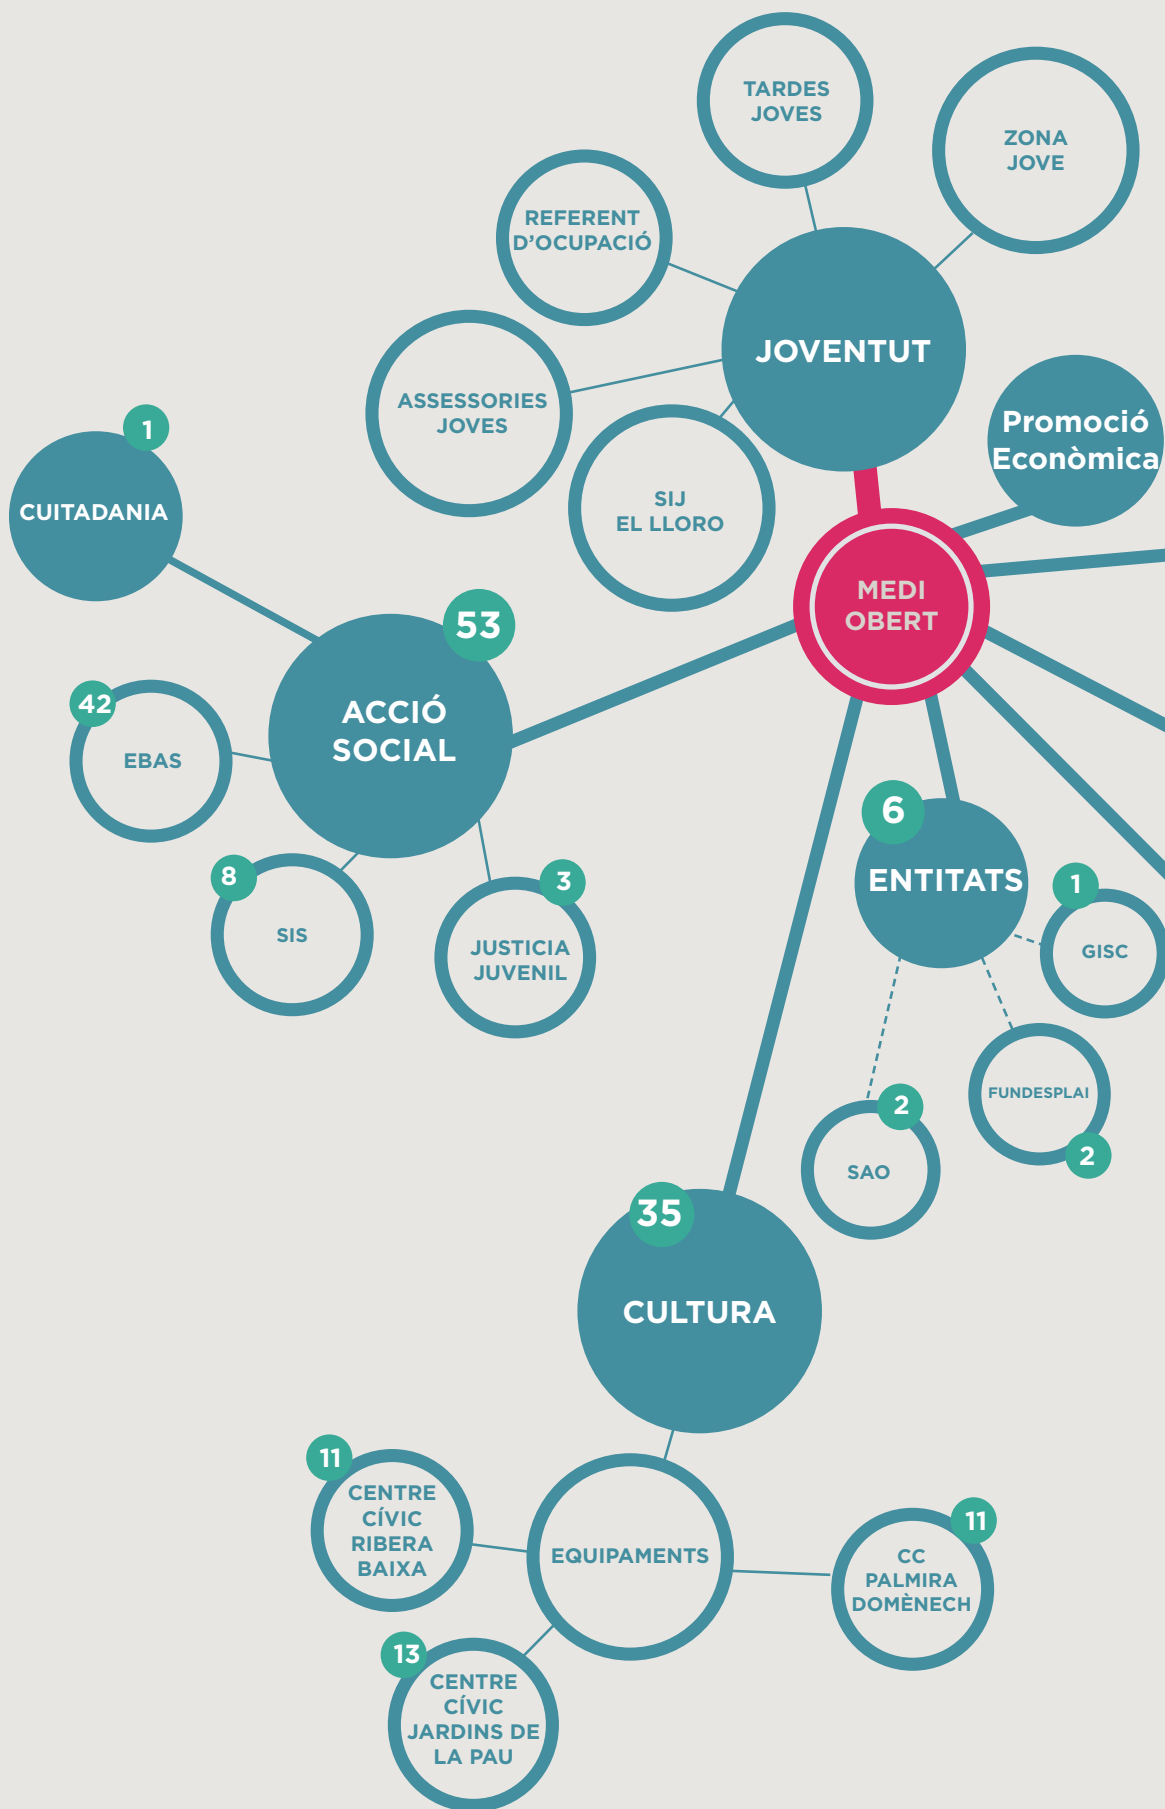 TARDES
JOVES
ZONA
JOVE
REFERENT
D'OCUPACIÓ
JOVENTUT
ASSESSORIES
JOVES
Promoció
Econòmica
1
CUITADANIA
SIJ
EL LLORO
MEDI
OBERT
53
ACCIÓ
SOCIAL
42
EBAS
8
SIS
3
JUSTICIA
JUVENIL
6
ENTITATS
1
GISC
FUNDESPLAI
2
2
SAO
35
CULTURA
11
CENTRE
CÍVIC
RIBERA
BAIXA
EQUIPAMENTS
11
CC
PALMIRA
DOMÈNECH
13
CENTRE
CÍVIC
JARDINS DE
LA PAU